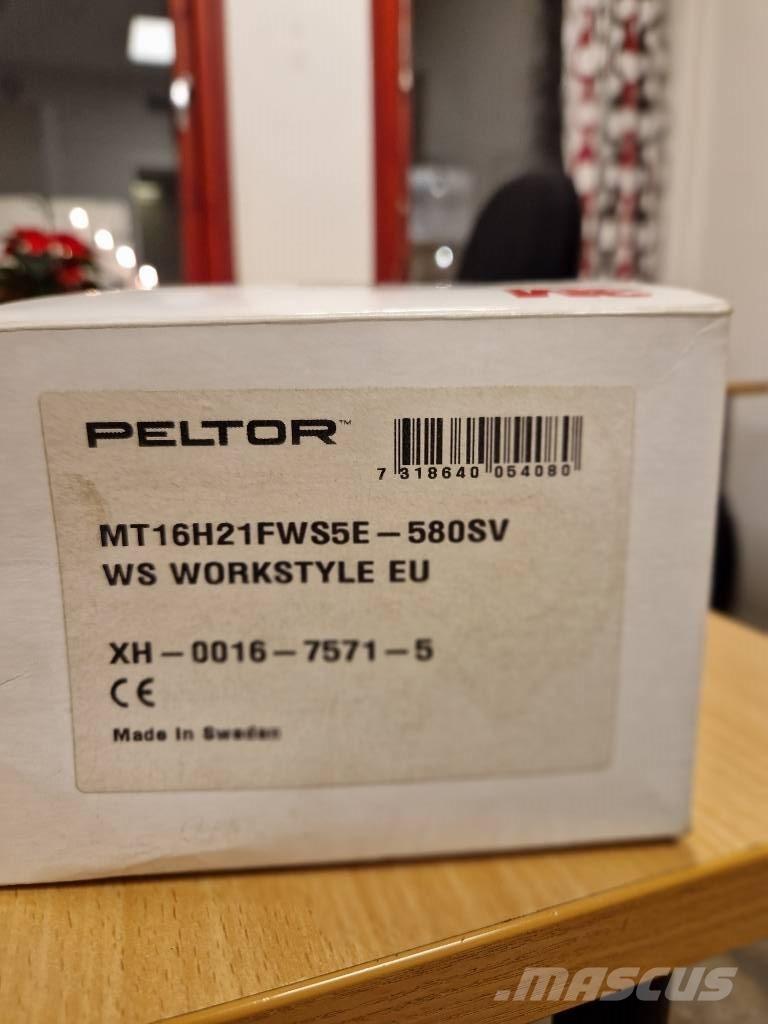 PELTOR™
7 318640 054080
MT16H21FWS5E-580SV
WS WORKSTYLE EU
XH-0016-7571-5
CE
Made in Sweden
.mascus